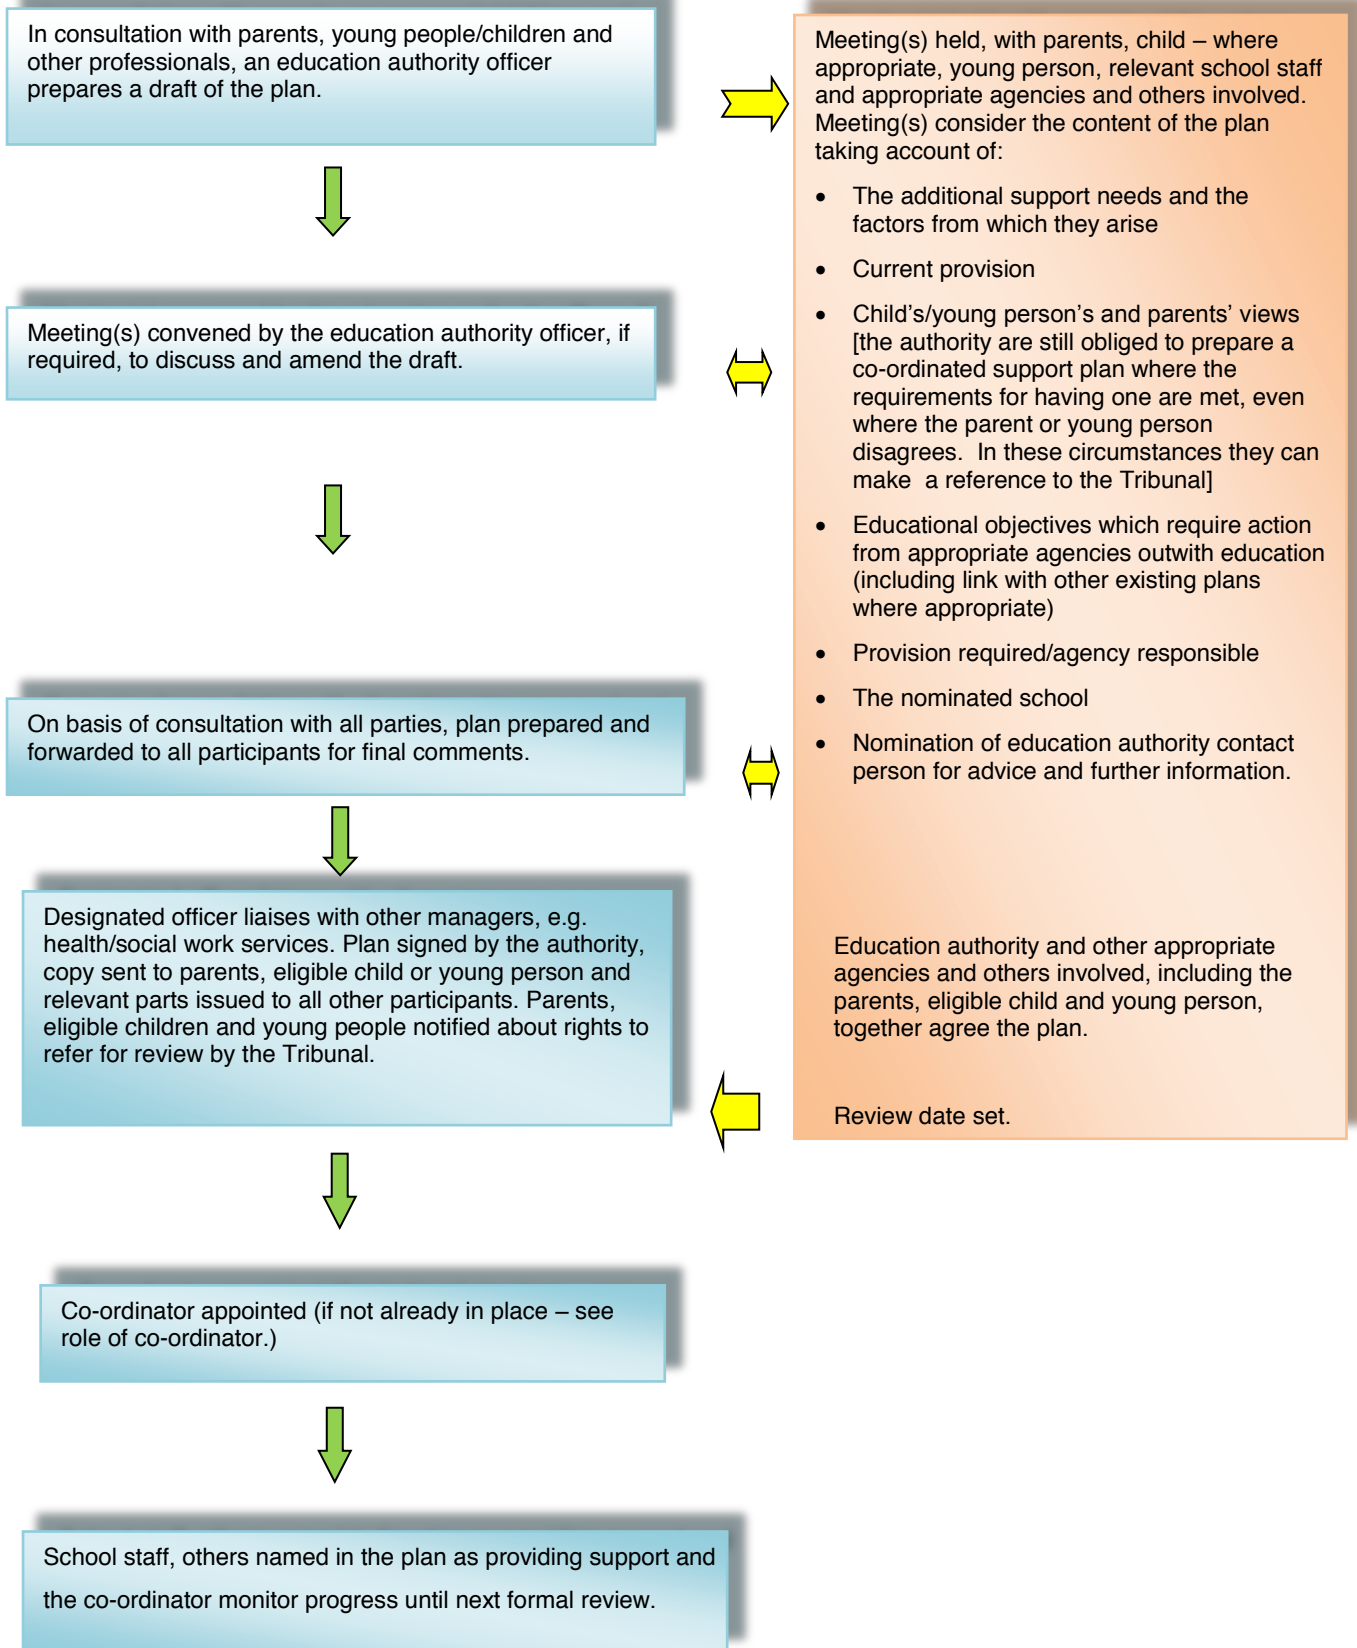 In consultation with parents, young people/children and
other professionals, an education authority officer
prepares a draft of the plan.
Meeting(s) convened by the education authority officer, if
required, to discuss and amend the draft.
On basis of consultation with all parties, plan prepared and
forwarded to all participants for final comments.
Designated officer liaises with other managers, e.g.
health/social work services. Plan signed by the authority,
copy sent to parents, eligible child or young person and
relevant parts issued to all other participants. Parents,
eligible children and young people notified about rights to
refer for review by the Tribunal.
Co-ordinator appointed (if not already in place – see
role of co-ordinator.)
School staff, others named in the plan as providing support and
the co-ordinator monitor progress until next formal review.
Meeting(s) held, with parents, child – where
appropriate, young person, relevant school staff
and appropriate agencies and others involved.
Meeting(s) consider the content of the plan
taking account of:
• The additional support needs and the
factors from which they arise
• Current provision
• Child's/young person's and parents' views
[the authority are still obliged to prepare a
co-ordinated support plan where the
requirements for having one are met, even
where the parent or young person
disagrees.  In these circumstances they can
make  a reference to the Tribunal]
• Educational objectives which require action
from appropriate agencies outwith education
(including link with other existing plans
where appropriate)
• Provision required/agency responsible
• The nominated school
• Nomination of education authority contact
person for advice and further information.
Education authority and other appropriate
agencies and others involved, including the
parents, eligible child and young person,
together agree the plan.
Review date set.